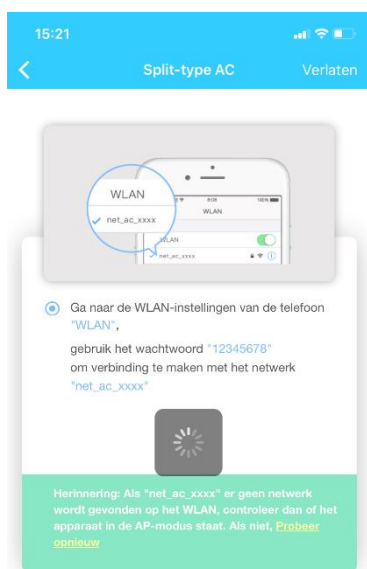 15:21
Split-type AC
Verlaten
WLAN
net_ac_xxxx
WLAN
WLAN
net_ac_xxxx
Ga naar de WLAN-instellingen van de telefoon
"WLAN",
gebruik het wachtwoord "12345678"
om verbinding te maken met het netwerk
"net_ac_xxxx"
Herinnering: Als "net_ac_xxxx" er geen netwerk
wordt gevonden op het WLAN, controleer dan of het
apparaat in de AP-modus staat. Als niet, Probeer
opnieuw